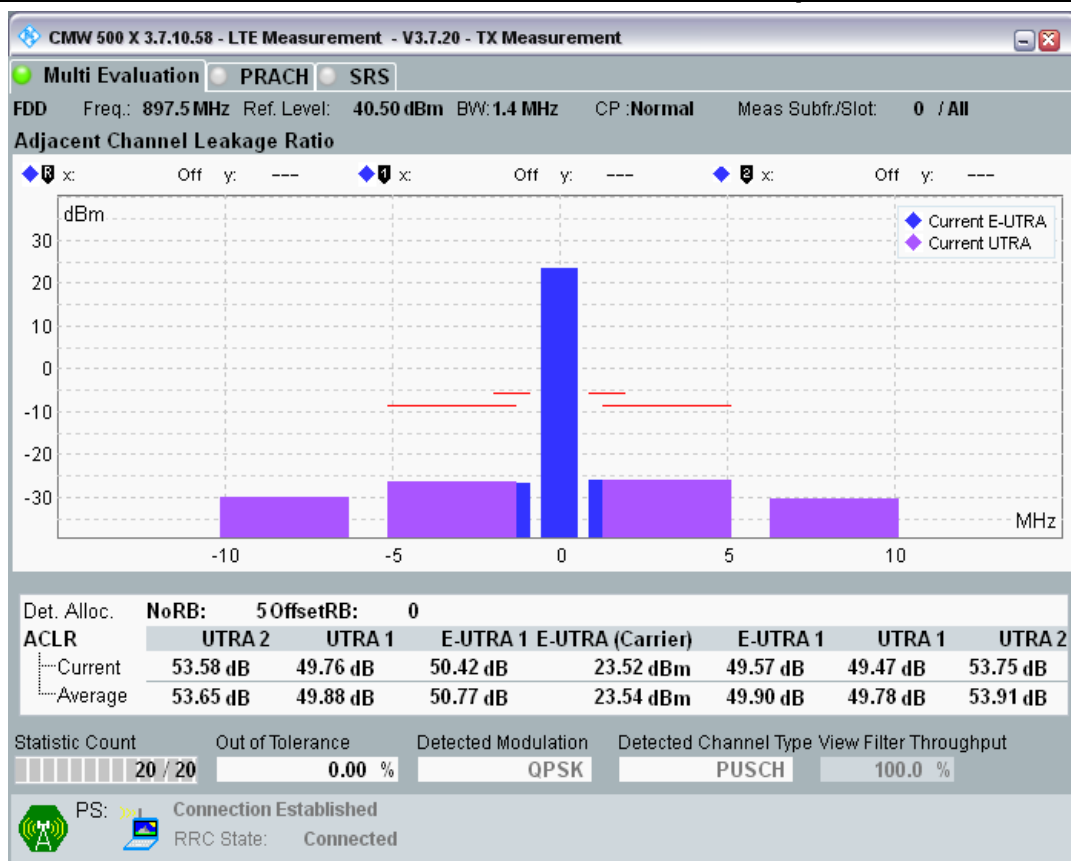 CMW 500 X 3.7.10.58 - LTE Measurement - V3.7.20 - TX Measurement
Multi Evaluation PRACH SRS
FDD Freq.: 897.5 MHz Ref. Level: 40.50 dBm BW: 1.4 MHz CP :Normal Meas Subfr./Slot: 0 / All
Adjacent Channel Leakage Ratio
R x: Off y: --- 1 x: Off y: --- 2 x: Off y: ---
dBm
Current E-UTRA
Current UTRA
30
20
10
0
-10
-20
-30
MHz
-10 -5 0 5 10
Det. Alloc. NoRB: 5 OffsetRB: 0
ACLR UTRA 2 UTRA 1 E-UTRA 1 E-UTRA (Carrier) E-UTRA 1 UTRA 1 UTRA 2
Current 53.58 dB 49.76 dB 50.42 dB 23.52 dBm 49.57 dB 49.47 dB 53.75 dB
Average 53.65 dB 49.88 dB 50.77 dB 23.54 dBm 49.90 dB 49.78 dB 53.91 dB
Statistic Count Out of Tolerance Detected Modulation Detected Channel Type View Filter Throughput
20 / 20 0.00 % QPSK PUSCH 100.0 %
PS: Connection Established
RRC State: Connected